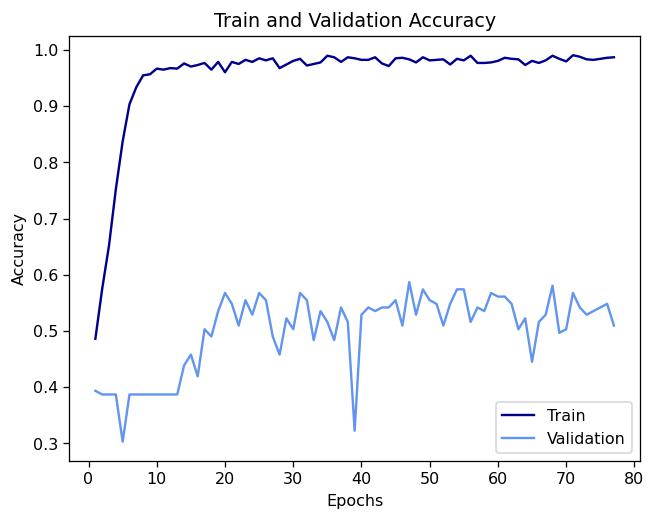 Train and Validation Accuracy
1.0
0.9
0.8
0.7
0.6
0.5
0.4
0.3
Accuracy
Train
Validation
0 10 20 30 40 50 60 70 80
Epochs